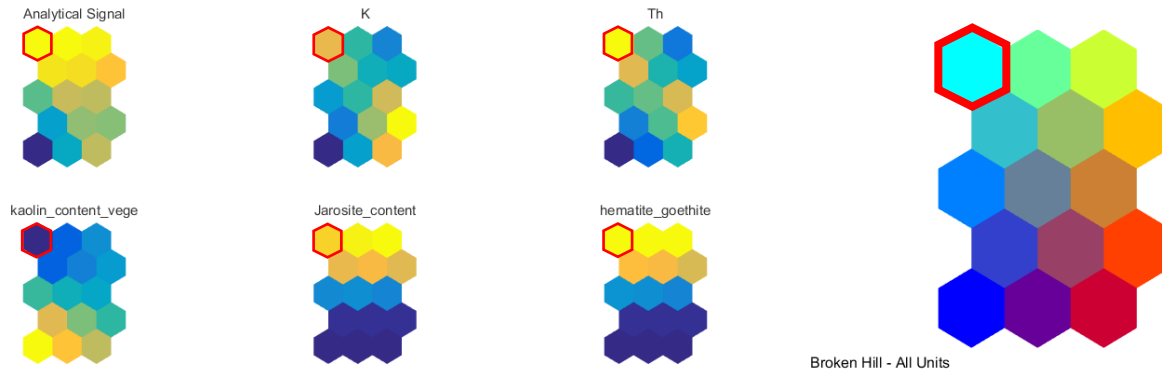 Analytical Signal
K
Th
kaolin_content_vege
Jarosite_content
hematite_goethite
Broken Hill - All Units